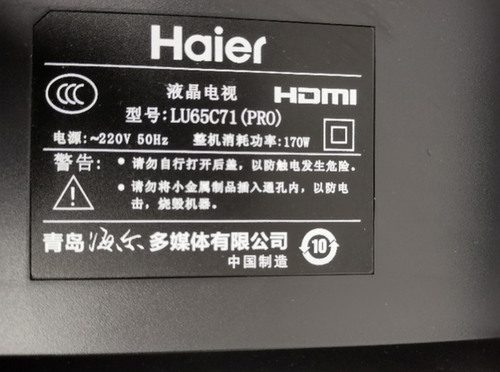 Haier
CCC
液晶电视
HDMI
型号:LU65C71(PRO)
电源:~220V 50Hz 整机消耗功率:170W
警告: • 请勿自行打开后盖，以防触电发生危险。
• 请勿将小金属制品插入通孔内，以防电
击，烧毁机器。
青岛海尔多媒体有限公司
10
中国制造